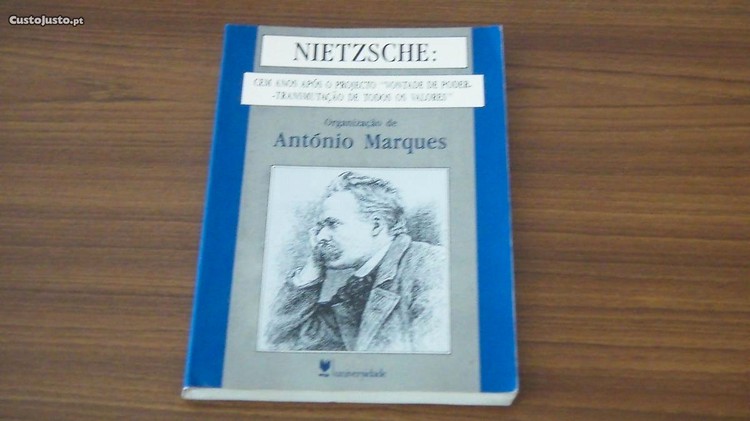 CustoJusto.pt
NIETZSCHE:
CEM ANOS APÓS O PROJECTO "VONTADE DE PODER-
-TRANSMUTAÇÃO DE TODOS OS VALORES"
Organização de
António Marques
universidade